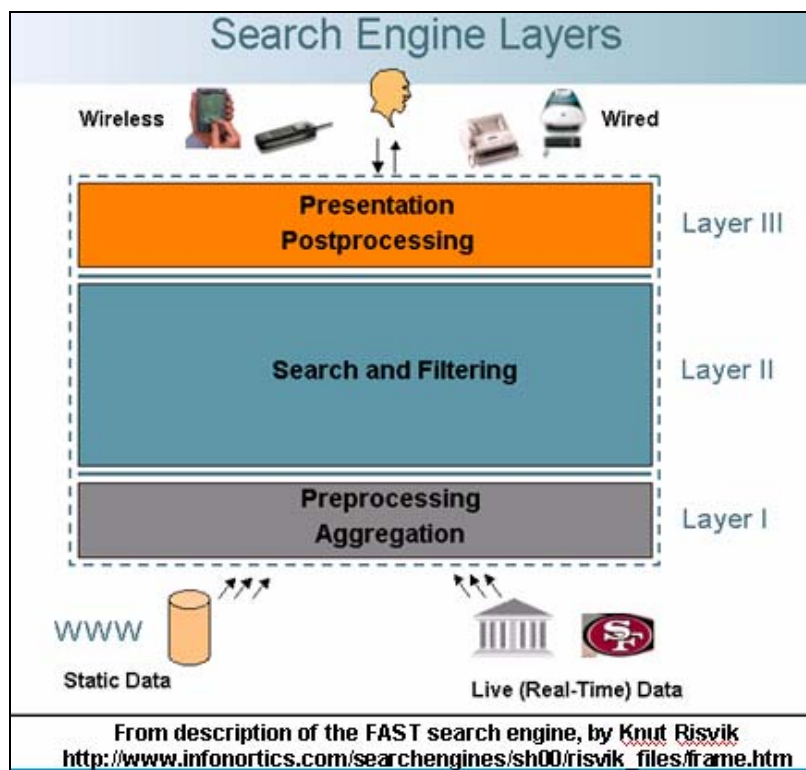 Search Engine Layers
Wireless
Wired
Presentation
Postprocessing
Layer III
Search and Filtering
Layer II
Preprocessing
Aggregation
Layer I
WWW
SF
Static Data
Live (Real-Time) Data
From description of the FAST search engine, by Knut Risvik
http://www.infonortics.com/searchengines/sh00/risvik_files/frame.htm